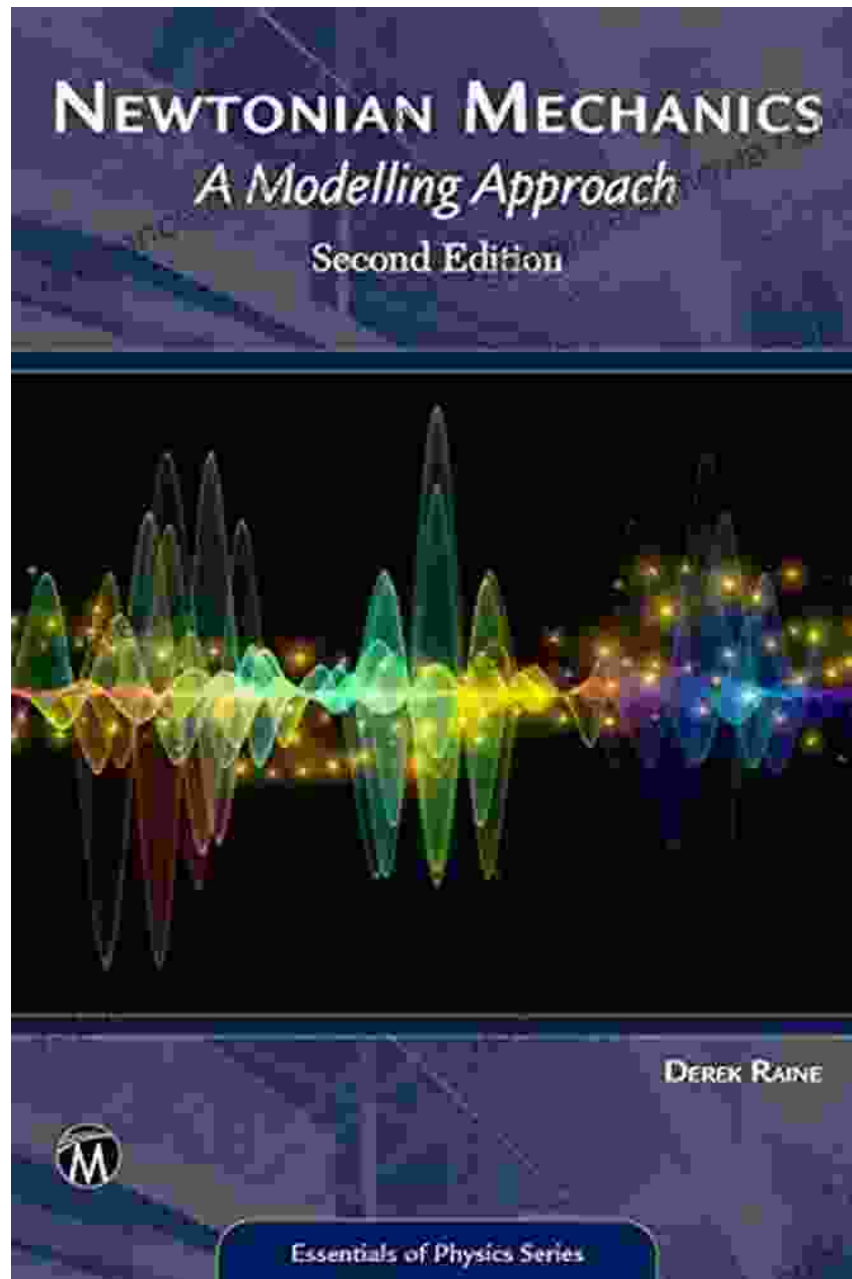 NEWTONIAN MECHANICS
A Modelling Approach
Second Edition
DEREK RAINE
M
Essentials of Physics Series